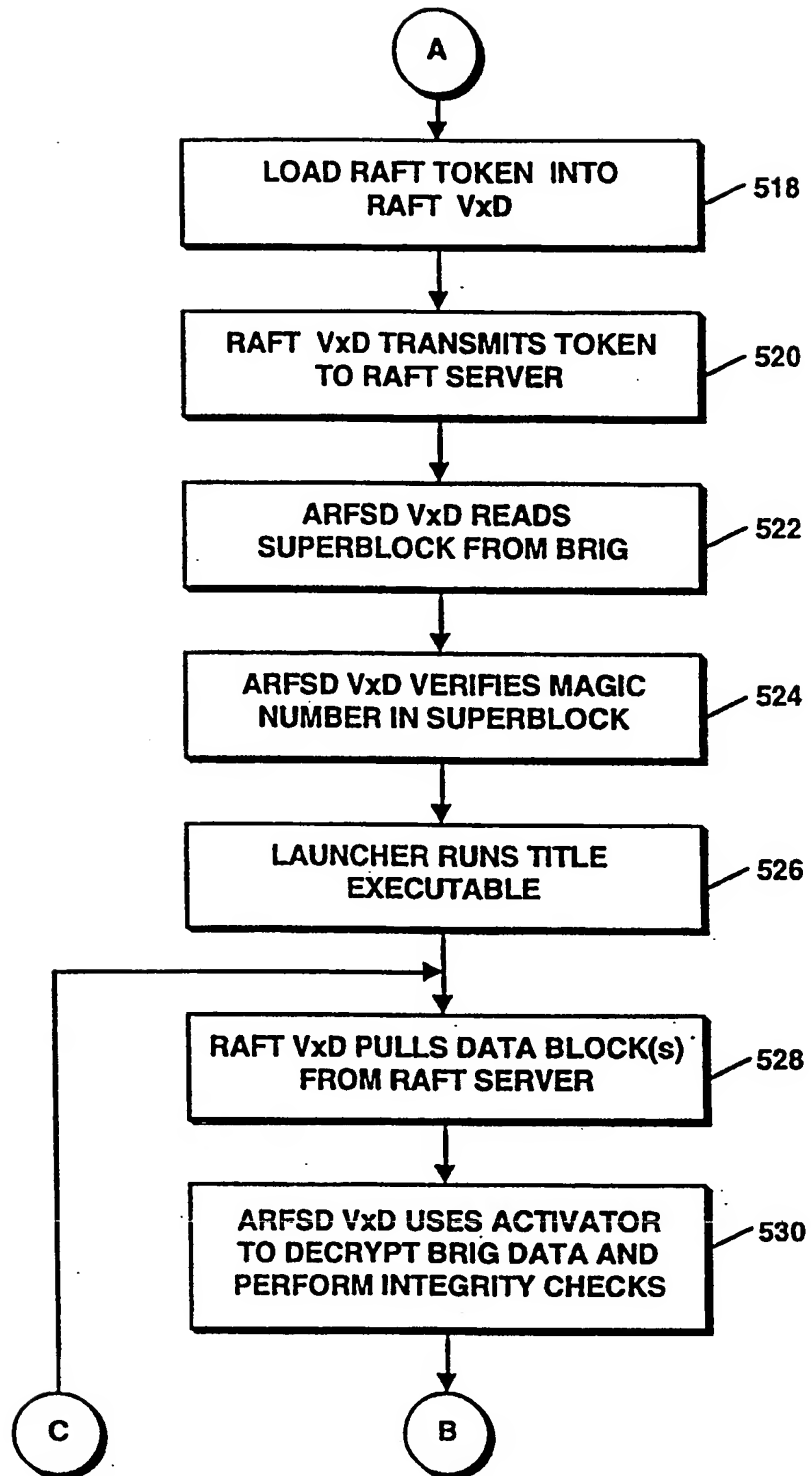 A
LOAD RAFT TOKEN INTO
RAFT VxD
518
RAFT VxD TRANSMITS TOKEN
TO RAFT SERVER
520
ARFSD VxD READS
SUPERBLOCK FROM BRIG
522
ARFSD VxD VERIFIES MAGIC
NUMBER IN SUPERBLOCK
524
LAUNCHER RUNS TITLE
EXECUTABLE
526
RAFT VxD PULLS DATA BLOCK(s)
FROM RAFT SERVER
528
ARFSD VxD USES ACTIVATOR
TO DECRYPT BRIG DATA AND
PERFORM INTEGRITY CHECKS
530
C
B